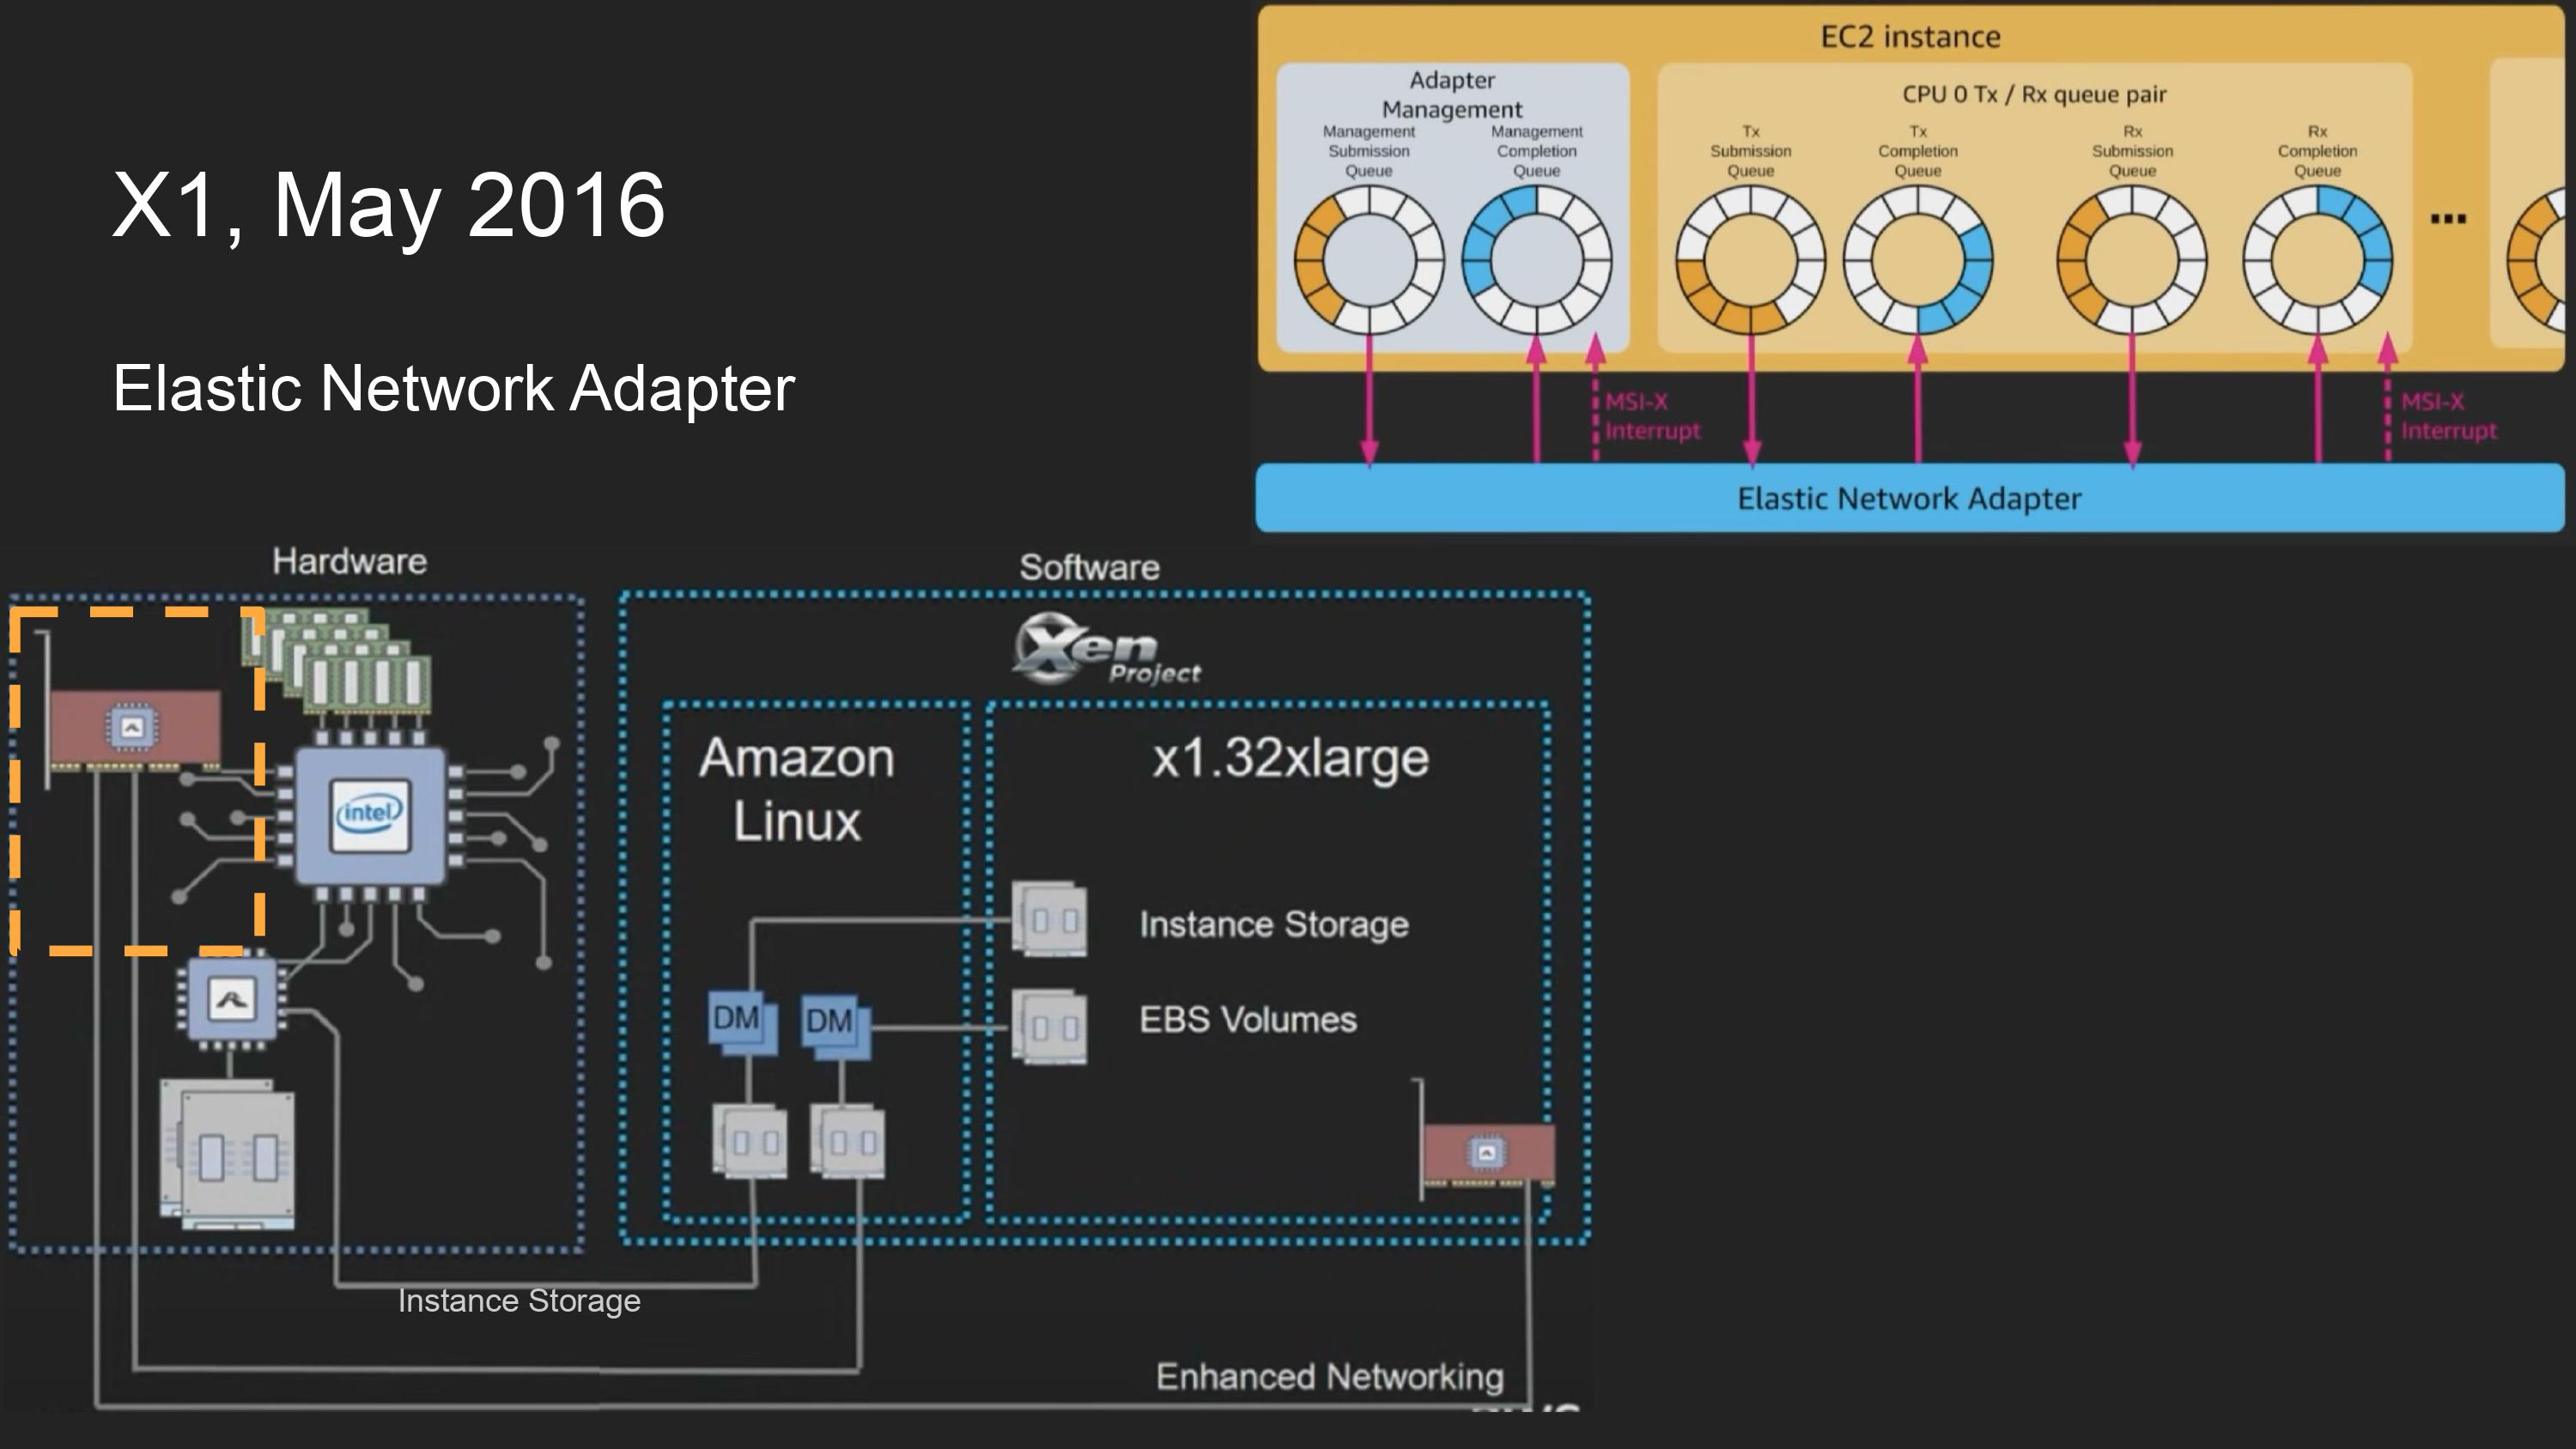 X1, May 2016
Elastic Network Adapter
EC2 instance
Adapter
Management
Management
Submission
Queue
Management
Completion
Queue
CPU 0 Tx / Rx queue pair
Tx
Submission
Queue
Tx
Completion
Queue
Rx
Submission
Queue
Rx
Completion
Queue
...
MSI-X
Interrupt
MSI-X
Interrupt
Elastic Network Adapter
Hardware
intel
Software
Xen
Project
Amazon
Linux
x1.32xlarge
Instance Storage
EBS Volumes
DM
DM
Instance Storage
Enhanced Networking